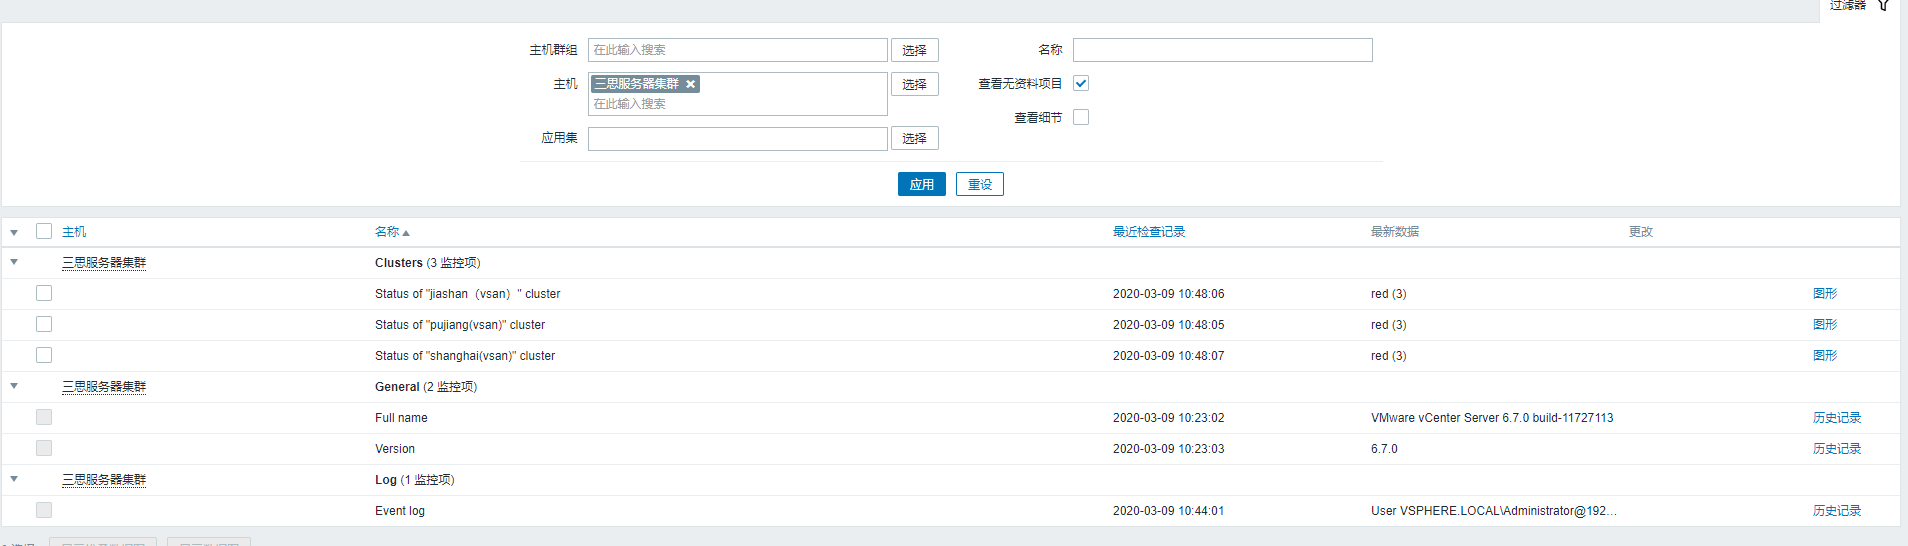 过滤器
主机群组 在此输入搜索 选择 名称
主机 三思服务器集群 选择 查看无资料项目
在此输入搜索
查看细节
应用集 选择
应用 重设
主机 名称 最近检查记录 最新数据 更改
三思服务器集群 Clusters (3 监控项)
Status of "jiashan（vsan）" cluster 2020-03-09 10:48:06 red (3) 图形
Status of "pujiang(vsan)" cluster 2020-03-09 10:48:05 red (3) 图形
Status of "shanghai(vsan)" cluster 2020-03-09 10:48:07 red (3) 图形
三思服务器集群 General (2 监控项)
Full name 2020-03-09 10:23:02 VMware vCenter Server 6.7.0 build-11727113 历史记录
Version 2020-03-09 10:23:03 6.7.0 历史记录
三思服务器集群 Log (1 监控项)
Event log 2020-03-09 10:44:01 User VSPHERE.LOCAL\Administrator@192... 历史记录